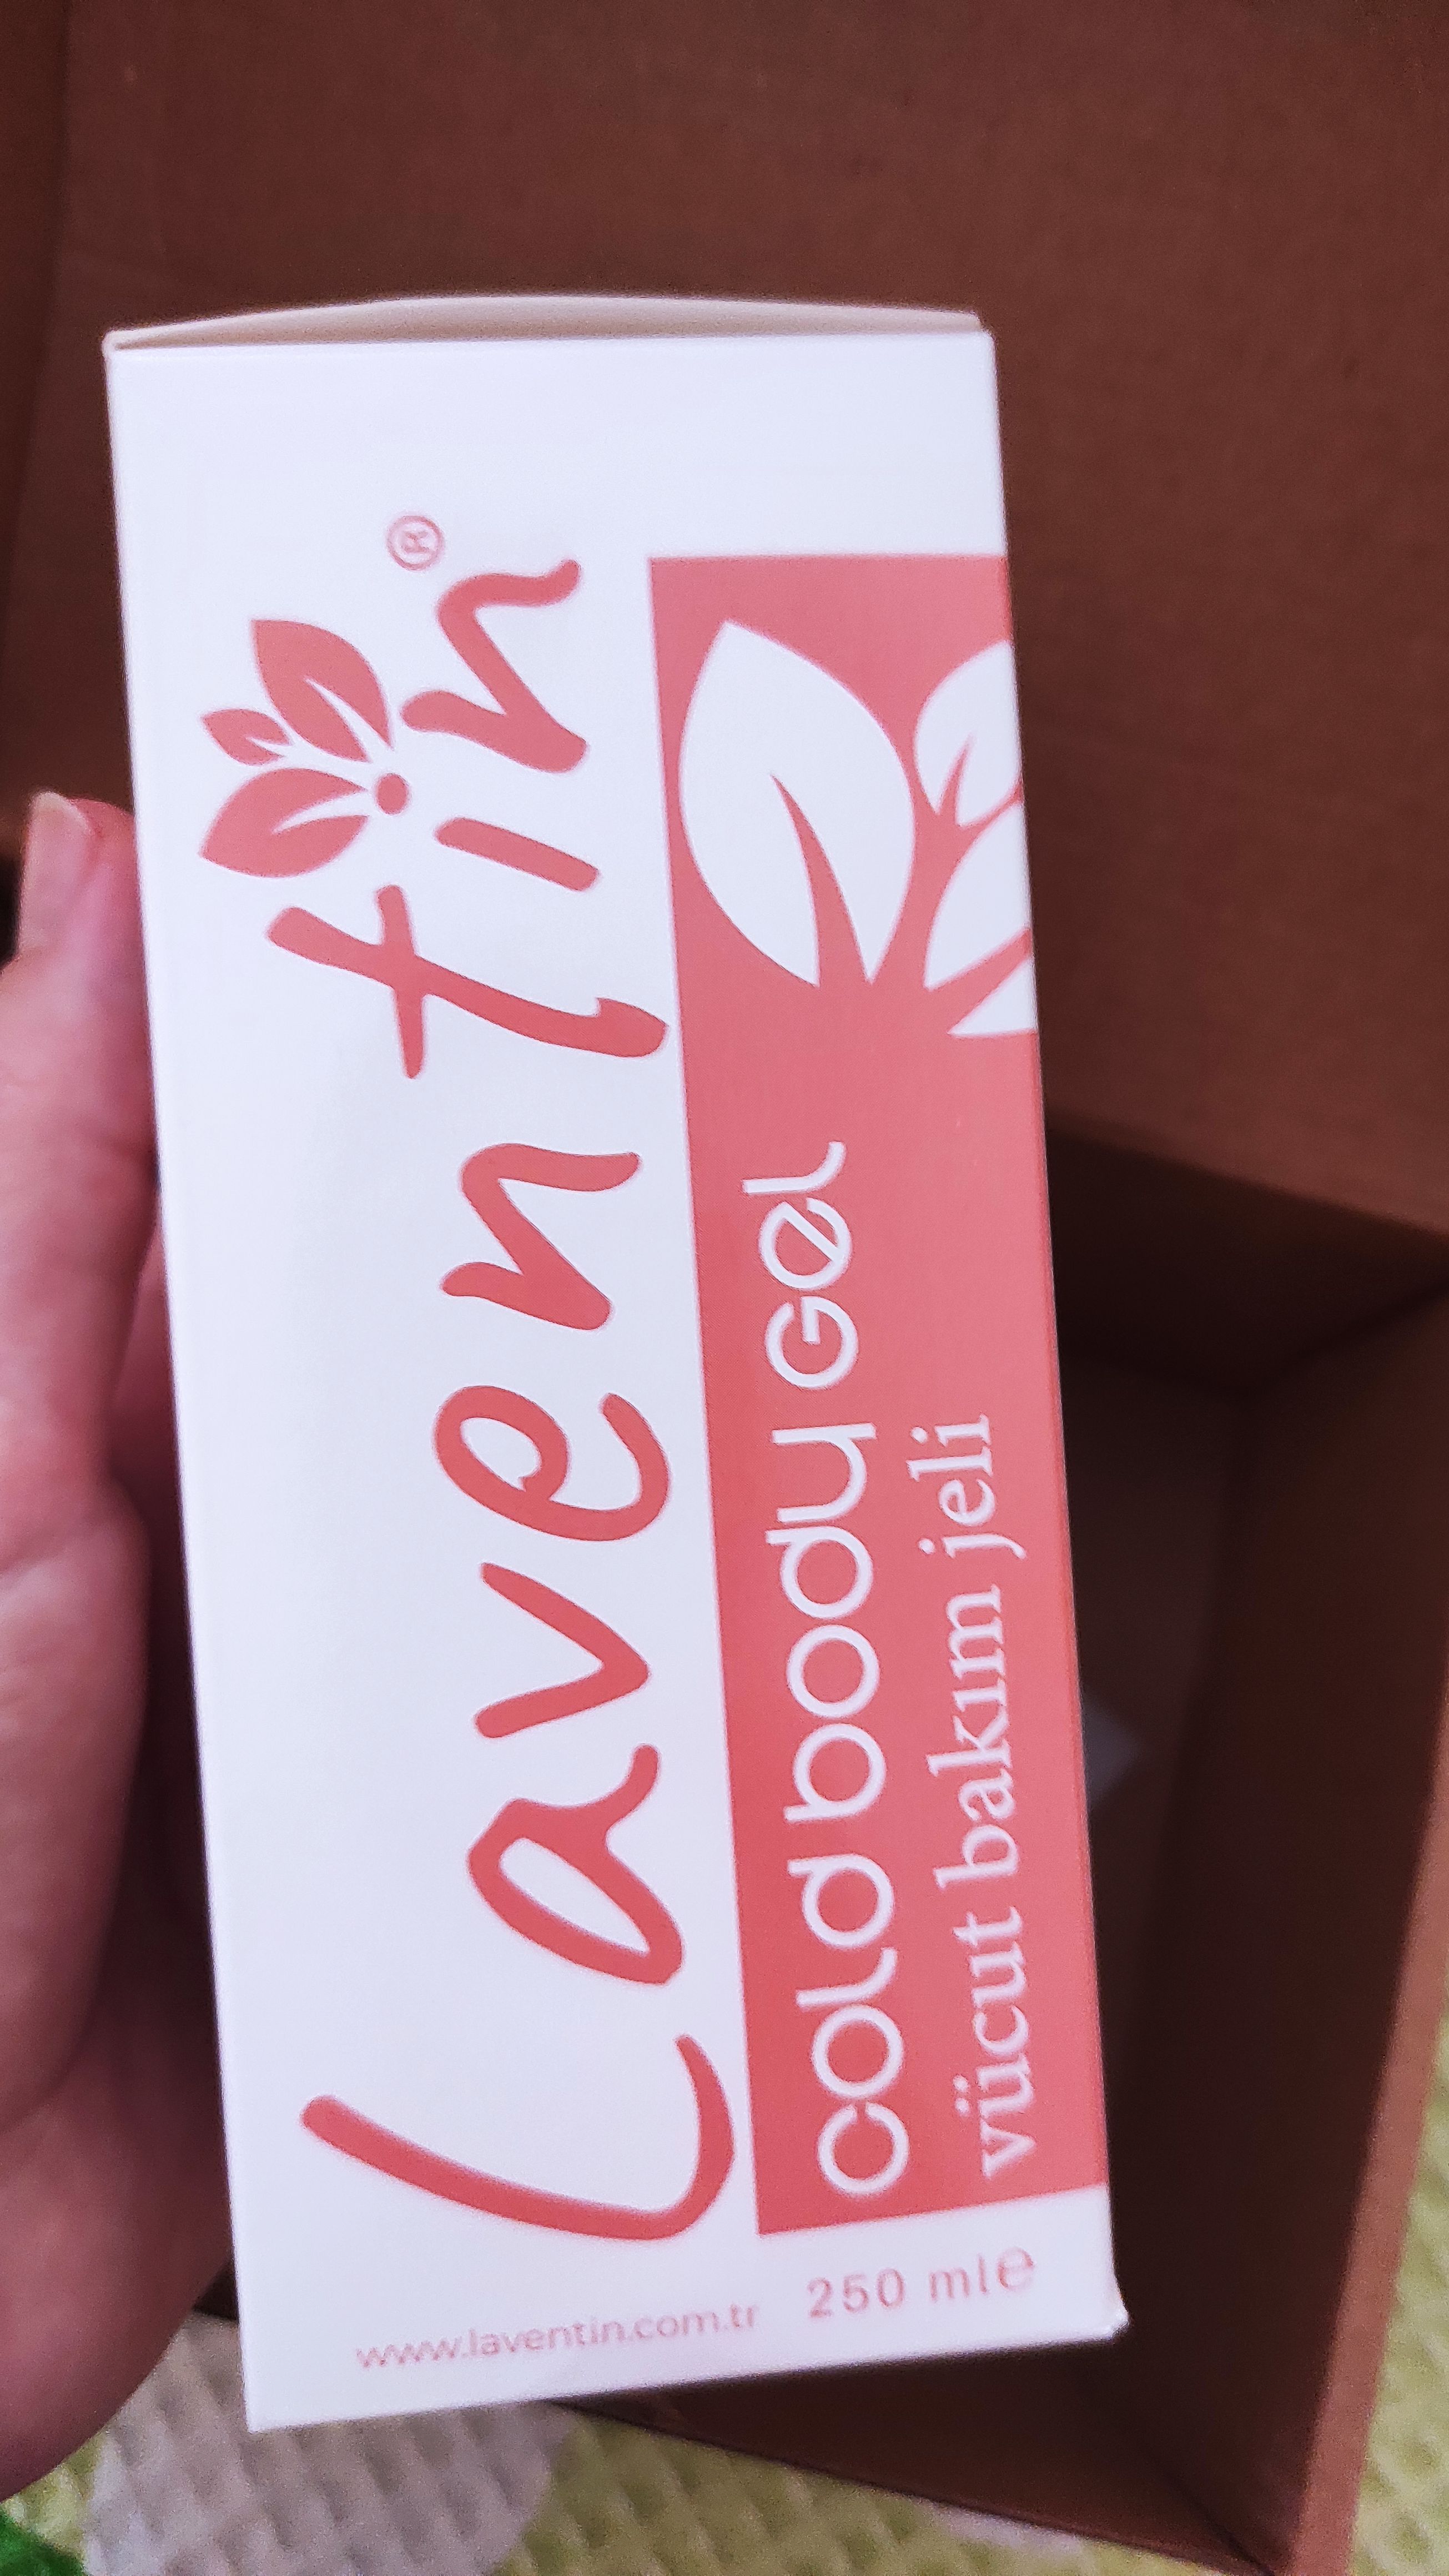 Laventin®
cold body Gel
vücut bakım jeli
www.laventin.com.tr 250 ml ℮